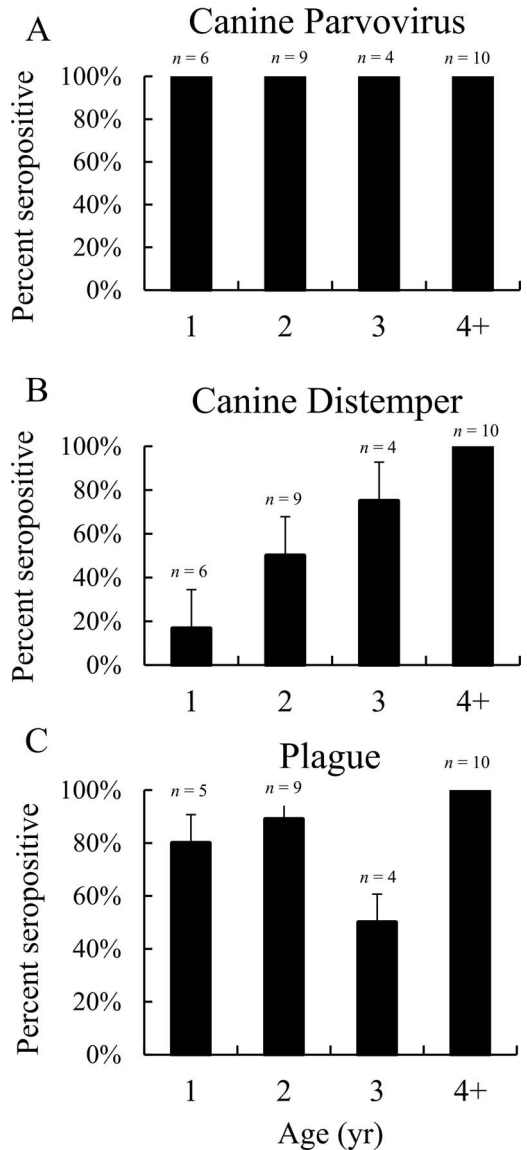 A
Canine Parvovirus
n = 6
n = 9
n = 4
n = 10
Percent seropositive
100%
80%
60%
40%
20%
0%
1
2
3
4+
B
Canine Distemper
n = 6
n = 9
n = 4
n = 10
Percent seropositive
100%
80%
60%
40%
20%
0%
1
2
3
4+
C
Plague
n = 5
n = 9
n = 4
n = 10
Percent seropositive
100%
80%
60%
40%
20%
0%
1
2
3
4+
Age (yr)